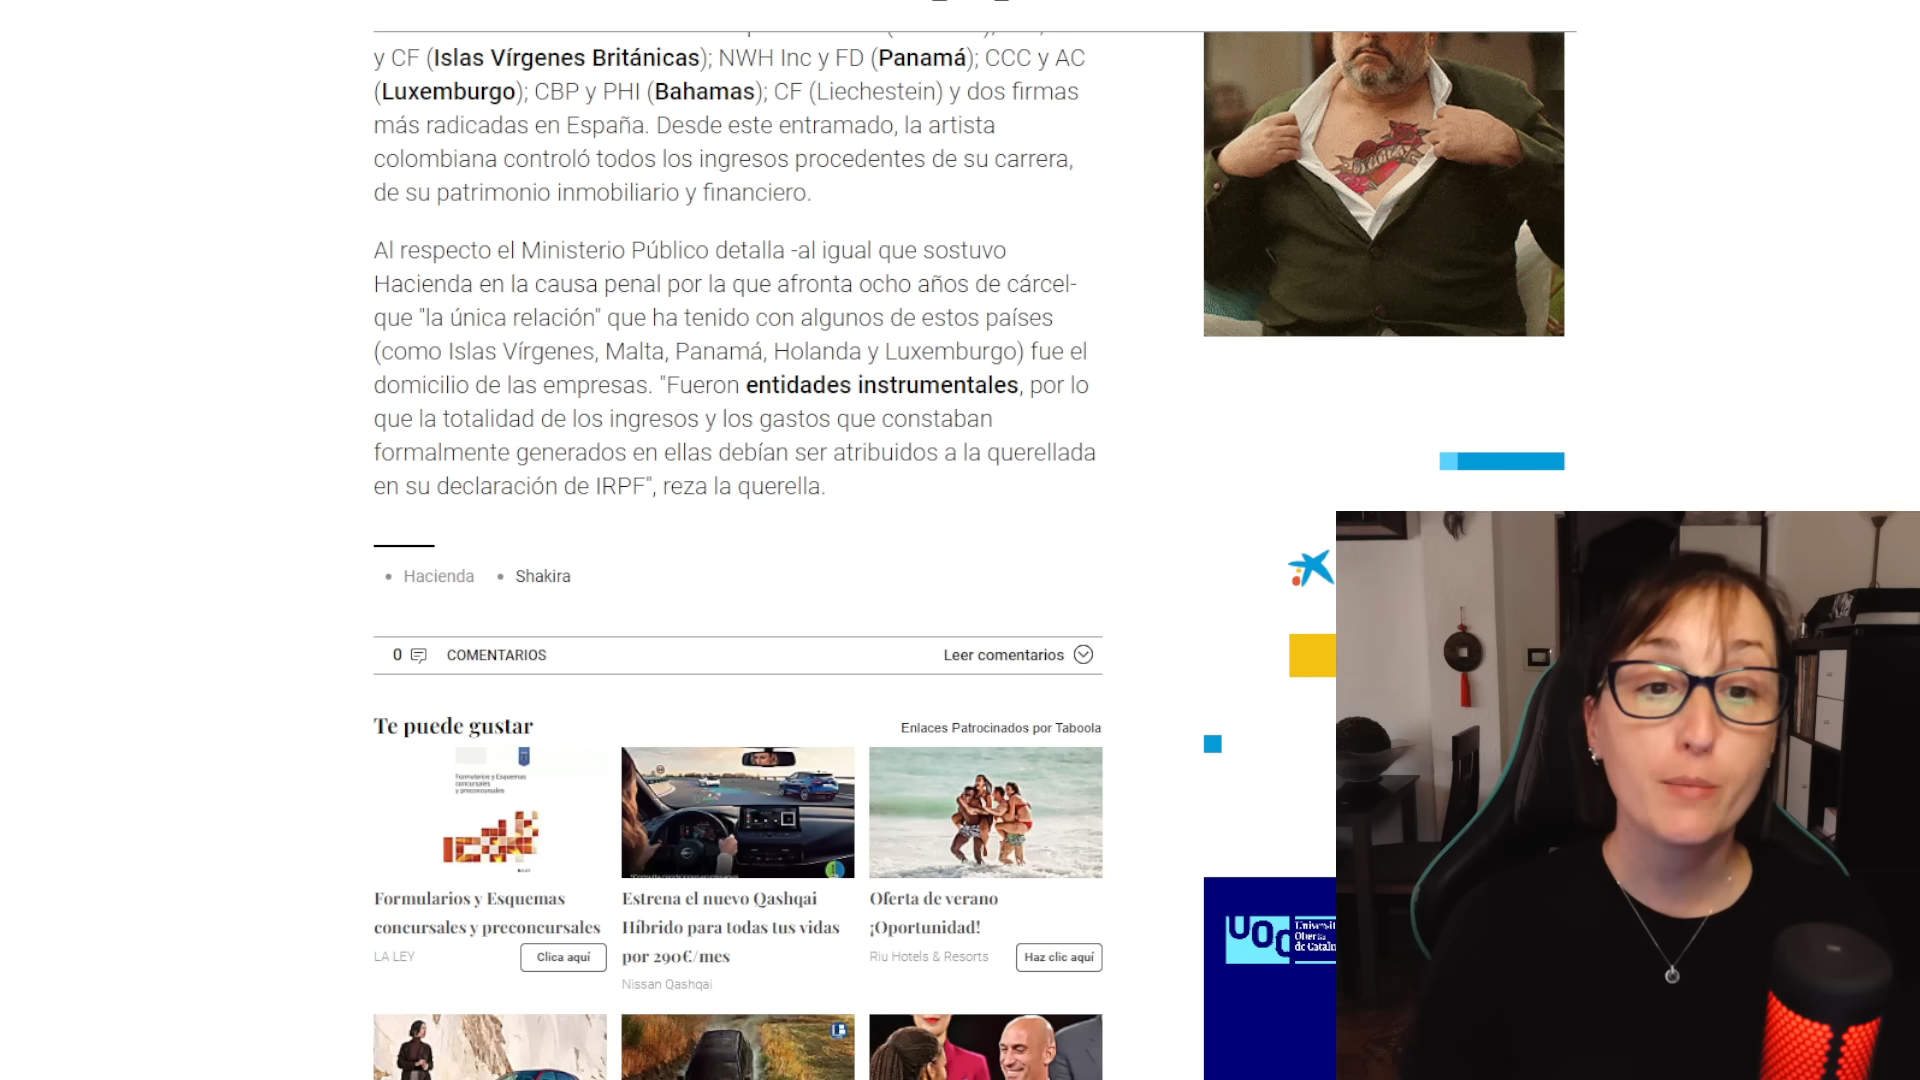 y CF (Islas Vírgenes Británicas); NWH Inc y FD (Panamá); CCC y AC
(Luxemburgo); CBP y PHI (Bahamas); CF (Liechestein) y dos firmas
más radicadas en España. Desde este entramado, la artista
colombiana controló todos los ingresos procedentes de su carrera,
de su patrimonio inmobiliario y financiero.
Al respecto el Ministerio Público detalla -al igual que sostuvo
Hacienda en la causa penal por la que afronta ocho años de cárcel-
que "la única relación" que ha tenido con algunos de estos países
(como Islas Vírgenes, Malta, Panamá, Holanda y Luxemburgo) fue el
domicilio de las empresas. "Fueron entidades instrumentales, por lo
que la totalidad de los ingresos y los gastos que constaban
formalmente generados en ellas debían ser atribuidos a la querellada
en su declaración de IRPF", reza la querella.
Hacienda
Shakira
0 COMENTARIOS
Leer comentarios
Te puede gustar
Enlaces Patrocinados por Taboola
Formularios y Esquemas
concursales
y preconcursales
Formularios y Esquemas
concursales y preconcursales
LA LEY
Clica aquí
Estrena el nuevo Qashqai
Híbrido para todas tus vidas
por 290€/mes
Nissan Qashqai
Oferta de verano
¡Oportunidad!
Riu Hotels & Resorts
Haz clic aquí
UOC
Oberta